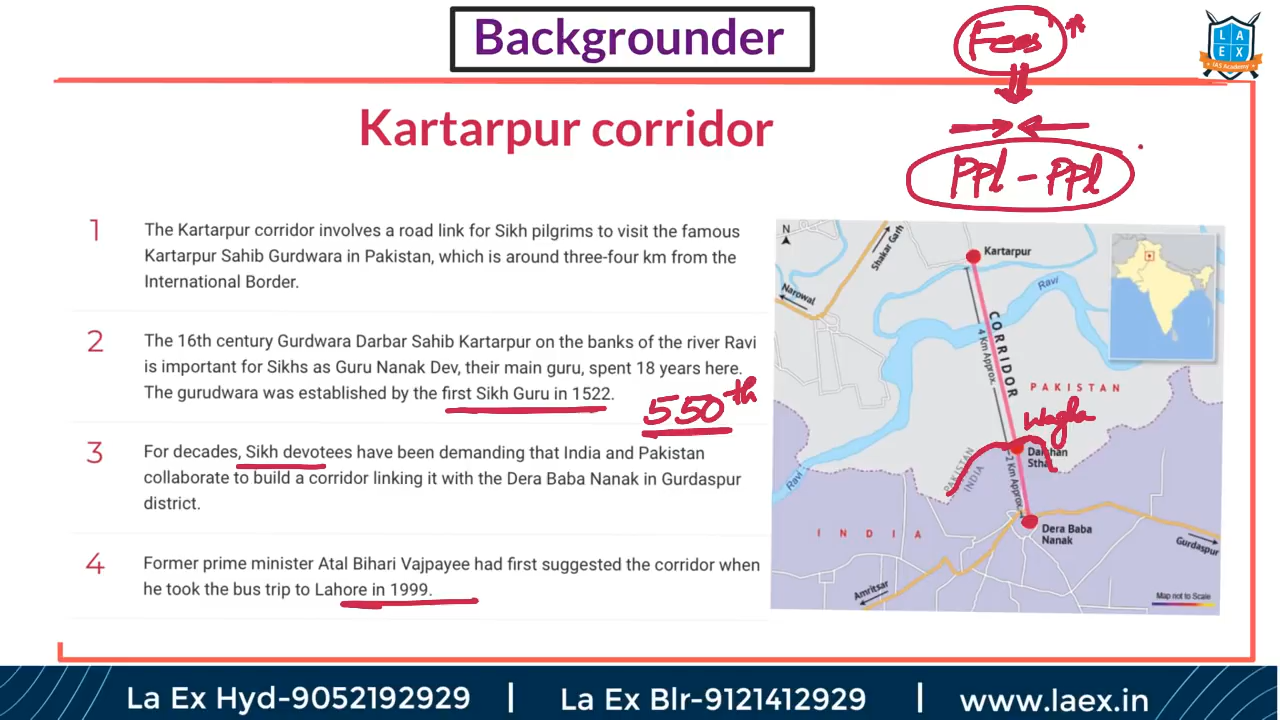 Backgrounder
Fees
LA
EX
IAS Academy
Kartarpur corridor
Ppl - Ppl
1
The Kartarpur corridor involves a road link for Sikh pilgrims to visit the famous
Kartarpur Sahib Gurdwara in Pakistan, which is around three-four km from the
International Border.
2
The 16th century Gurdwara Darbar Sahib Kartarpur on the banks of the river Ravi
is important for Sikhs as Guru Nanak Dev, their main guru, spent 18 years here.
The gurudwara was established by the first Sikh Guru in 1522.
550th
3
For decades, Sikh devotees have been demanding that India and Pakistan
collaborate to build a corridor linking it with the Dera Baba Nanak in Gurdaspur
district.
4
Former prime minister Atal Bihari Vajpayee had first suggested the corridor when
he took the bus trip to Lahore in 1999.
N
Shakar Garh
Kartarpur
Narowal
Ravi
CORRIDOR
4 Km Approx.
PAKISTAN
Wagha
Darshan
Sthal
PAKISTAN
INDIA
2 Km Approx.
Ravi
INDIA
Dera Baba
Nanak
Gurdaspur
Amritsar
Map not to Scale
La Ex Hyd-9052192929 | La Ex Blr-9121412929 | www.laex.in